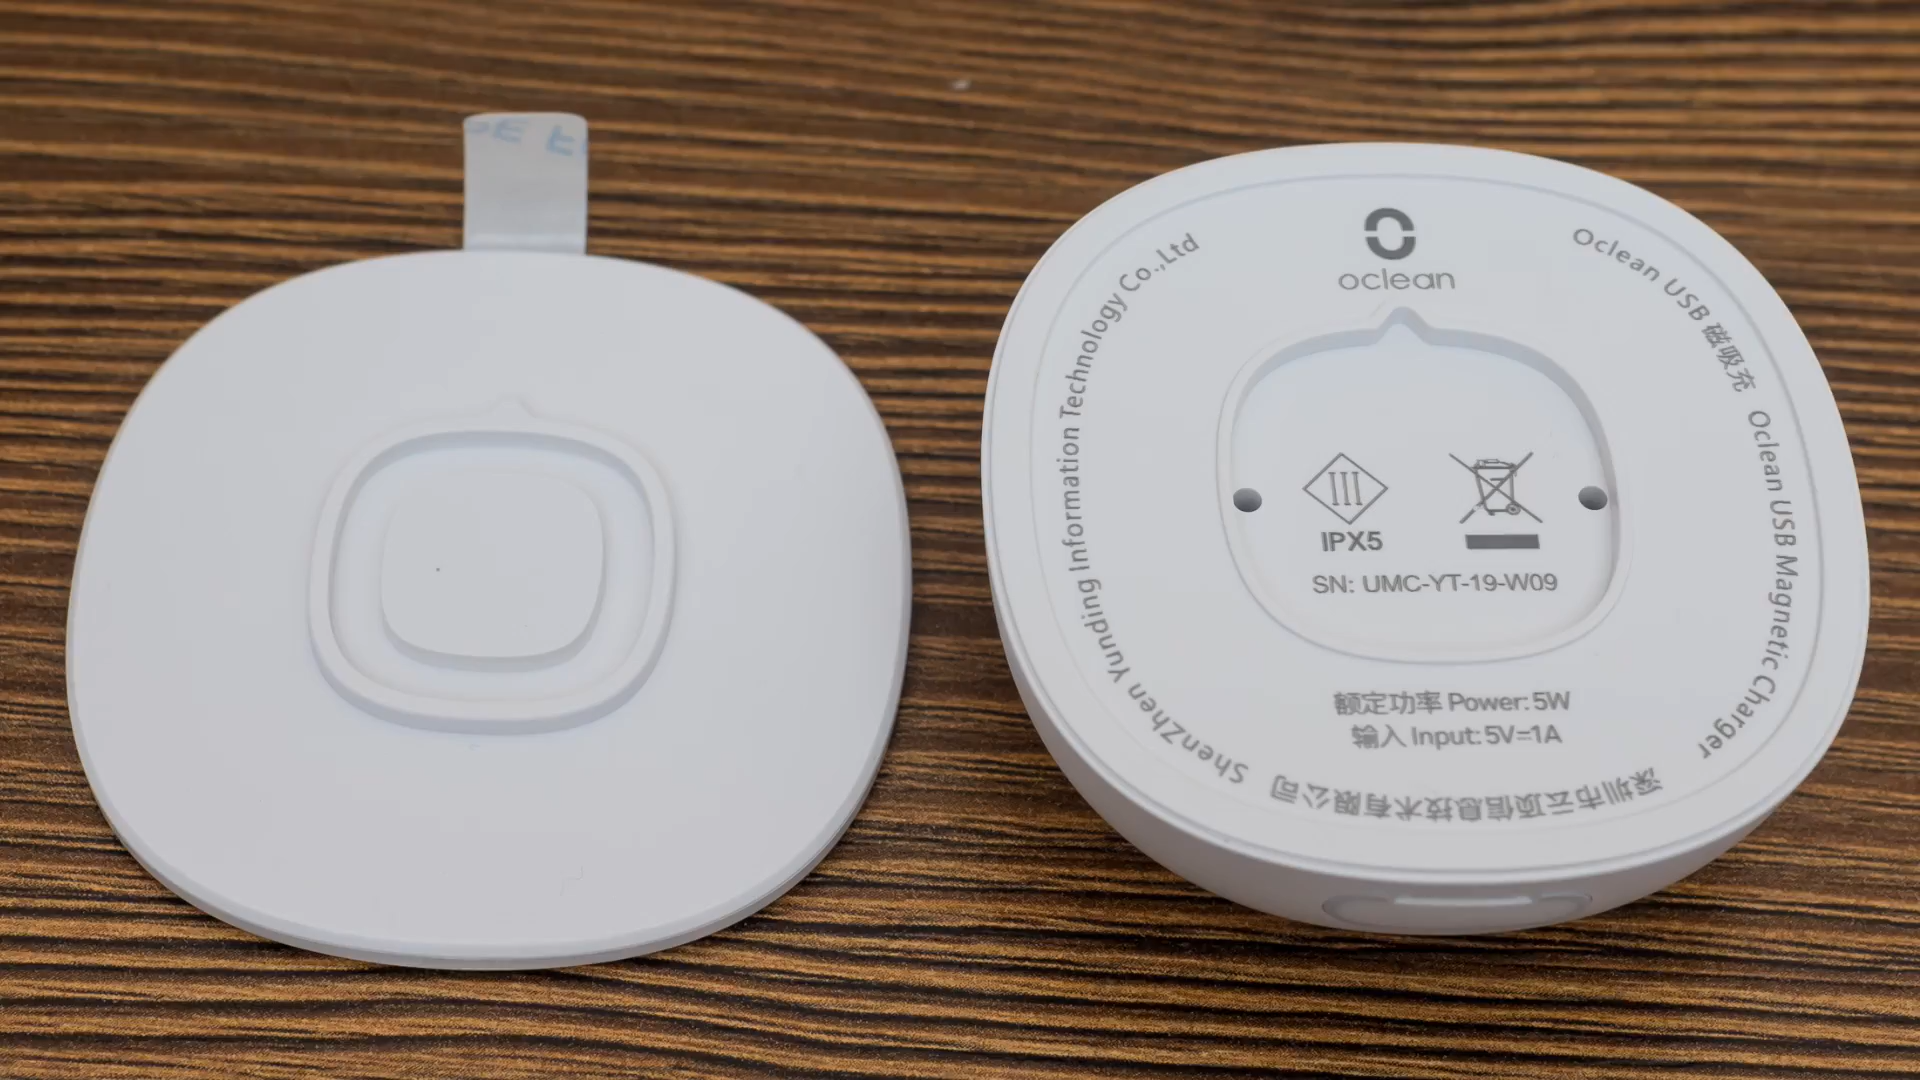 oclean
ShenZhen Yunding Information Technology Co.,Ltd
Oclean USB 磁吸充
Oclean USB Magnetic Charger
III
IPX5
SN: UMC-YT-19-W09
额定功率 Power: 5W
输入 Input: 5V=1A
深圳市云顶信息技术有限公司